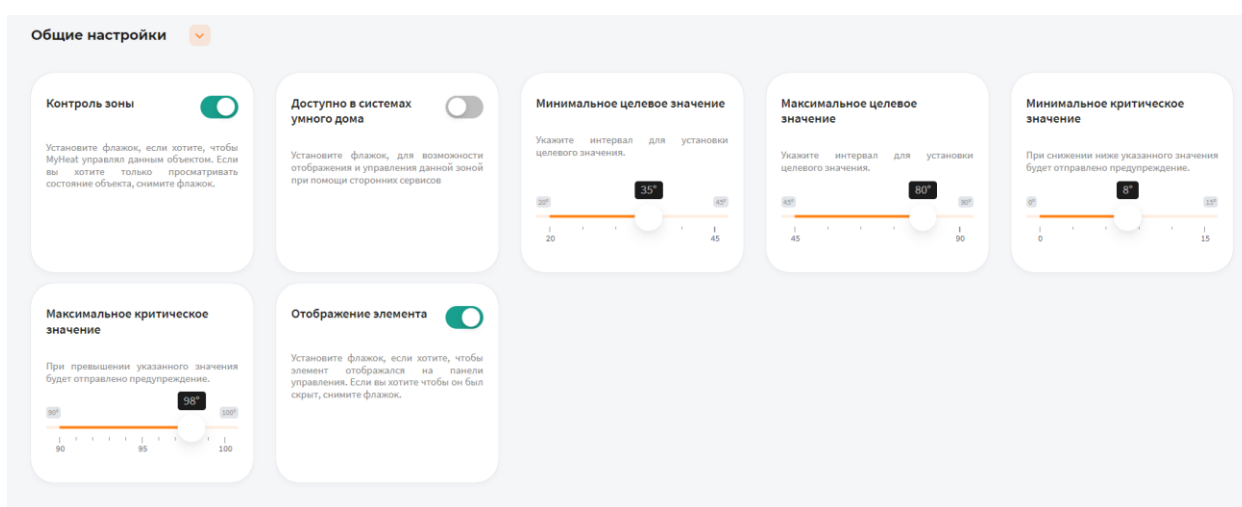 Общие настройки
Контроль зоны
Установите флажок, если хотите, чтобы
MyHeat управлял данным объектом. Если
вы хотите только просматривать
состояние объекта, снимите флажок.
Доступно в системах
умного дома
Установите флажок, для возможности
отображения и управления данной зоной
при помощи сторонних сервисов
Минимальное целевое значение
Укажите интервал для установки
целевого значения.
35°
20° 45°
20 45
Максимальное целевое
значение
Укажите интервал для установки
целевого значения.
80°
45° 90°
45 90
Минимальное критическое
значение
При снижении ниже указанного значения
будет отправлено предупреждение.
8°
0° 15°
0 15
Максимальное критическое
значение
При превышении указанного значения
будет отправлено предупреждение.
98°
90° 100°
90 95 100
Отображение элемента
Установите флажок, если хотите, чтобы
элемент отображался на панели
управления. Если вы хотите чтобы он был
скрыт, снимите флажок.